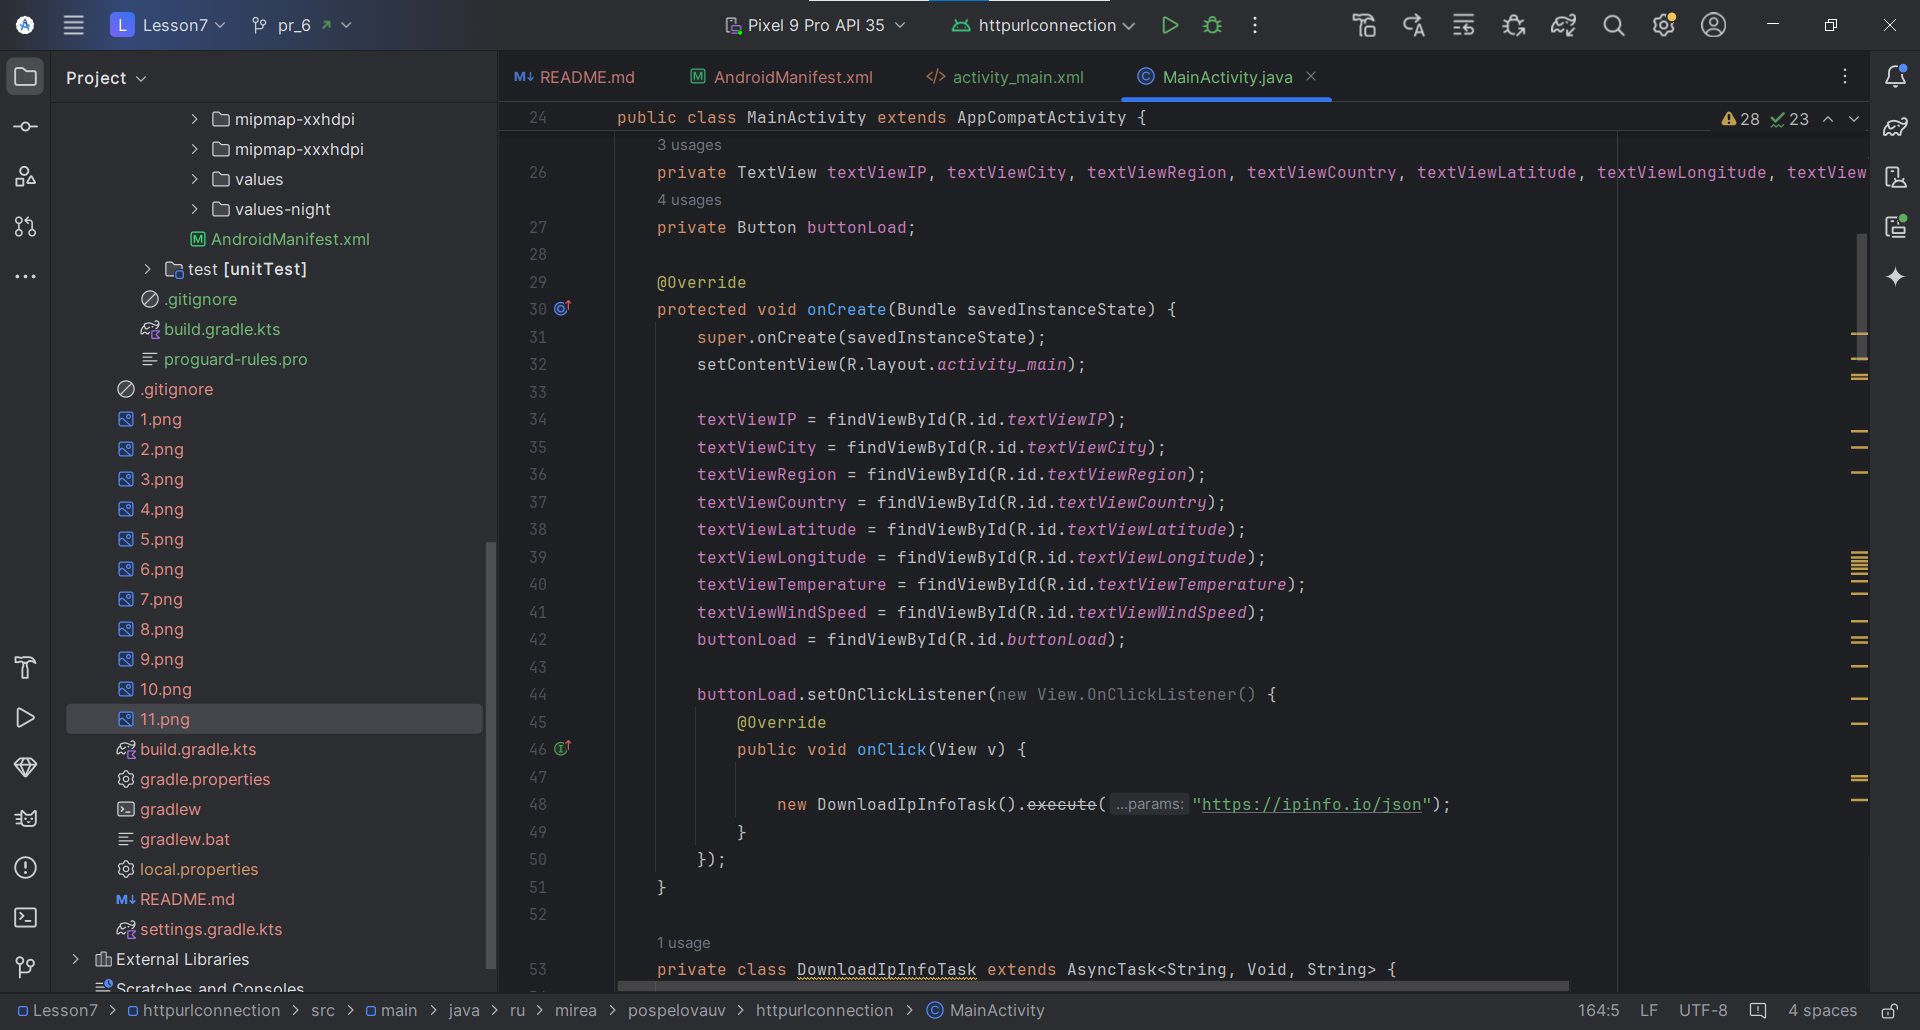 L Lesson7 pr_6 Pixel 9 Pro API 35 httpurlconnection
Project
README.md AndroidManifest.xml activity_main.xml MainActivity.java
mipmap-xxhdpi
mipmap-xxxhdpi
values
values-night
AndroidManifest.xml
test [unitTest]
.gitignore
build.gradle.kts
proguard-rules.pro
.gitignore
1.png
2.png
3.png
4.png
5.png
6.png
7.png
8.png
9.png
10.png
11.png
build.gradle.kts
gradle.properties
gradlew
gradlew.bat
local.properties
README.md
settings.gradle.kts
External Libraries
Scratches and Consoles
24 public class MainActivity extends AppCompatActivity {
28 23
3 usages
26 private TextView textViewIP, textViewCity, textViewRegion, textViewCountry, textViewLatitude, textViewLongitude, textView
4 usages
27 private Button buttonLoad;
28
29 @Override
30 protected void onCreate(Bundle savedInstanceState) {
31 super.onCreate(savedInstanceState);
32 setContentView(R.layout.activity_main);
33
34 textViewIP = findViewById(R.id.textViewIP);
35 textViewCity = findViewById(R.id.textViewCity);
36 textViewRegion = findViewById(R.id.textViewRegion);
37 textViewCountry = findViewById(R.id.textViewCountry);
38 textViewLatitude = findViewById(R.id.textViewLatitude);
39 textViewLongitude = findViewById(R.id.textViewLongitude);
40 textViewTemperature = findViewById(R.id.textViewTemperature);
41 textViewWindSpeed = findViewById(R.id.textViewWindSpeed);
42 buttonLoad = findViewById(R.id.buttonLoad);
43
44 buttonLoad.setOnClickListener(new View.OnClickListener() {
45 @Override
46 public void onClick(View v) {
47
48 new DownloadIpInfoTask().execute( ...params: "https://ipinfo.io/json");
49 }
50 });
51 }
52
1 usage
53 private class DownloadIpInfoTask extends AsyncTask<String, Void, String> {
Lesson7 > httpurlconnection > src > main > java > ru > mirea > pospelovauv > httpurlconnection > MainActivity 164:5 LF UTF-8 4 spaces